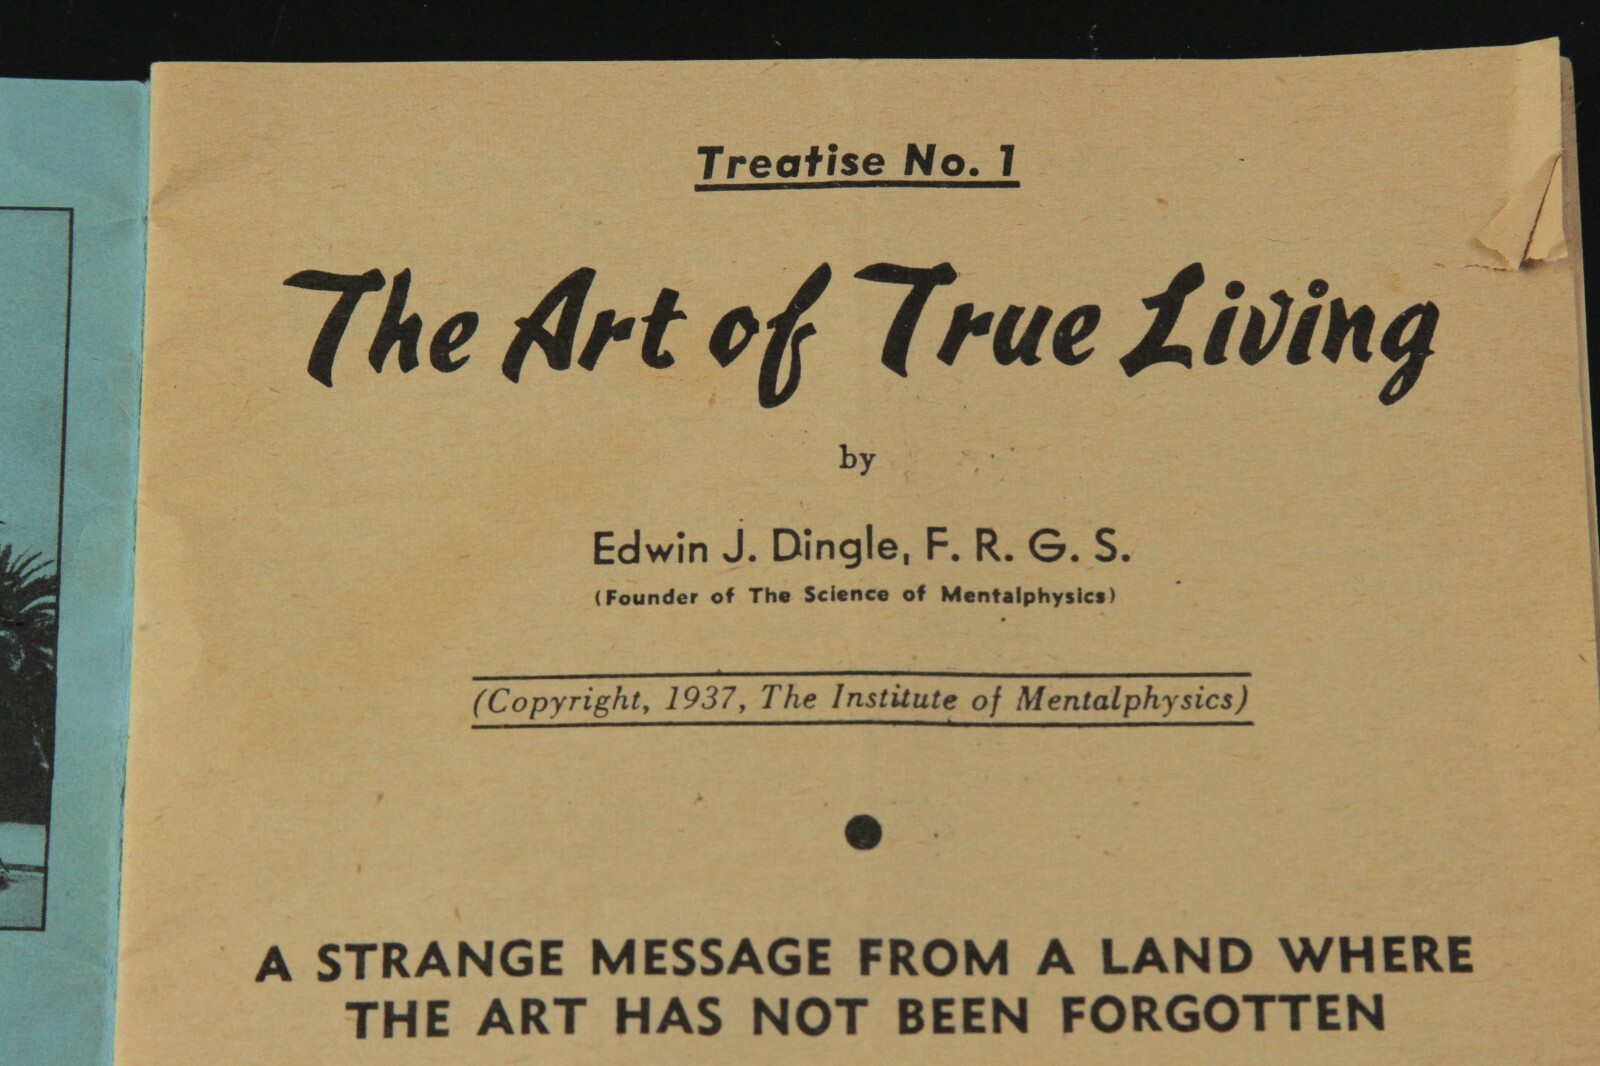 Treatise No. 1
The Art of True Living
by
Edwin J. Dingle, F. R. G. S.
(Founder of The Science of Mentalphysics)
(Copyright, 1937, The Institute of Mentalphysics)
A STRANGE MESSAGE FROM A LAND WHERE
THE ART HAS NOT BEEN FORGOTTEN